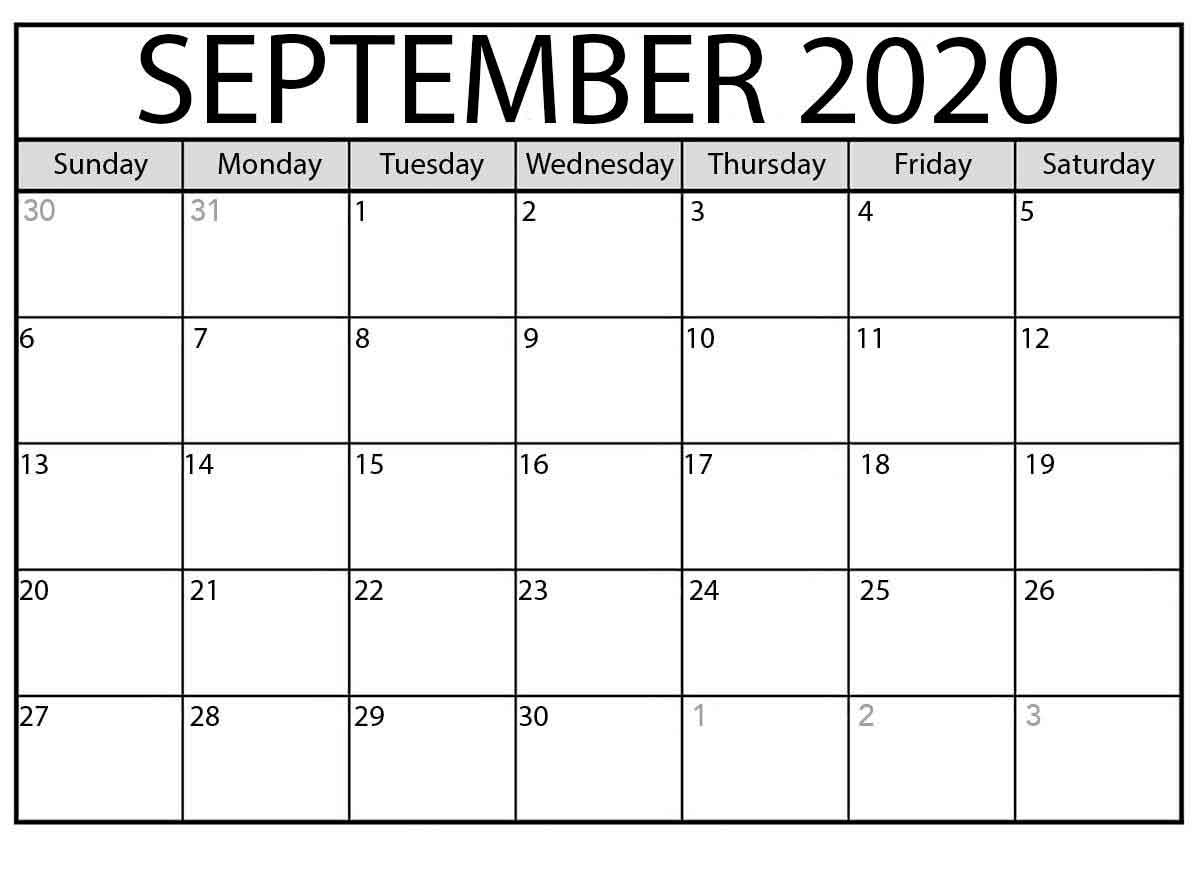 SEPTEMBER 2020
Sunday Monday Tuesday Wednesday Thursday Friday Saturday
30 31 1 2 3 4 5
6 7 8 9 10 11 12
13 14 15 16 17 18 19
20 21 22 23 24 25 26
27 28 29 30 1 2 3